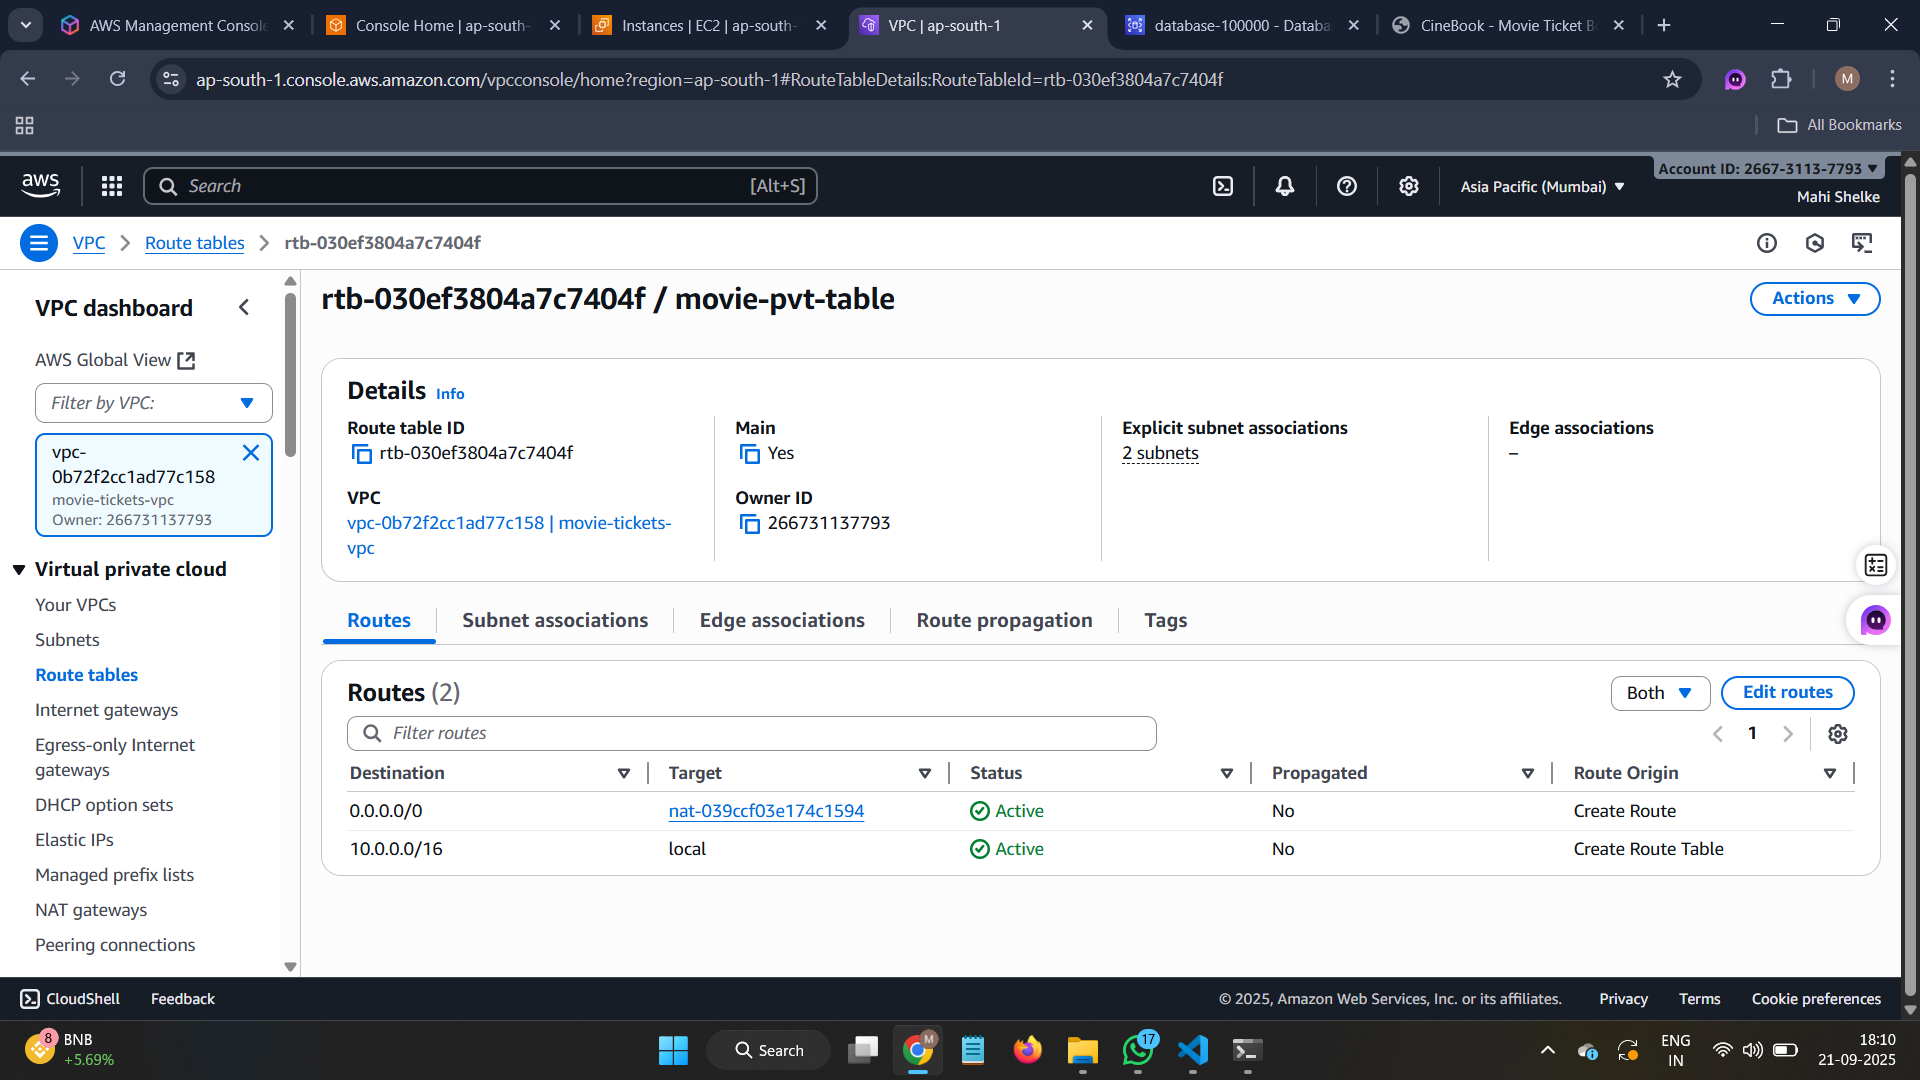 AWS Management Console
Console Home | ap-south-
Instances | EC2 | ap-south-
VPC | ap-south-1
database-100000 - Databa
CineBook - Movie Ticket B
ap-south-1.console.aws.amazon.com/vpcconsole/home?region=ap-south-1#RouteTableDetails:RouteTableId=rtb-030ef3804a7c7404f
M
All Bookmarks
aws
Search
[Alt+S]
Asia Pacific (Mumbai)
Account ID: 2667-3113-7793
Mahi Shelke
VPC
Route tables
rtb-030ef3804a7c7404f
VPC dashboard
AWS Global View
Filter by VPC:
vpc-
0b72f2cc1ad77c158
movie-tickets-vpc
Owner: 266731137793
Virtual private cloud
Your VPCs
Subnets
Route tables
Internet gateways
Egress-only Internet
gateways
DHCP option sets
Elastic IPs
Managed prefix lists
NAT gateways
Peering connections
rtb-030ef3804a7c7404f / movie-pvt-table
Actions
Details Info
Route table ID
rtb-030ef3804a7c7404f
Main
Yes
Explicit subnet associations
2 subnets
Edge associations
–
VPC
vpc-0b72f2cc1ad77c158 | movie-tickets-
vpc
Owner ID
266731137793
Routes
Subnet associations
Edge associations
Route propagation
Tags
Routes (2)
Both
Edit routes
Filter routes
1
Destination Target Status Propagated Route Origin
0.0.0.0/0 nat-039ccf03e174c1594 Active No Create Route
10.0.0.0/16 local Active No Create Route Table
CloudShell
Feedback
© 2025, Amazon Web Services, Inc. or its affiliates.
Privacy
Terms
Cookie preferences
8
BNB
+5.69%
Search
M
17
ENG
IN
18:10
21-09-2025